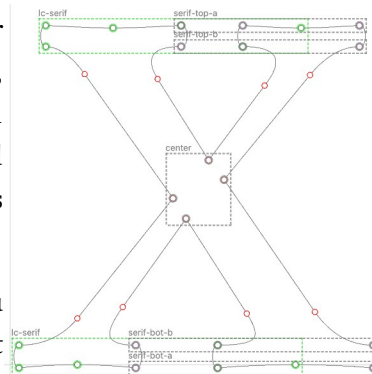 lc-serif
serif-top-a
serif-top-b
center
lc-serif
serif-bot-b
serif-bot-a